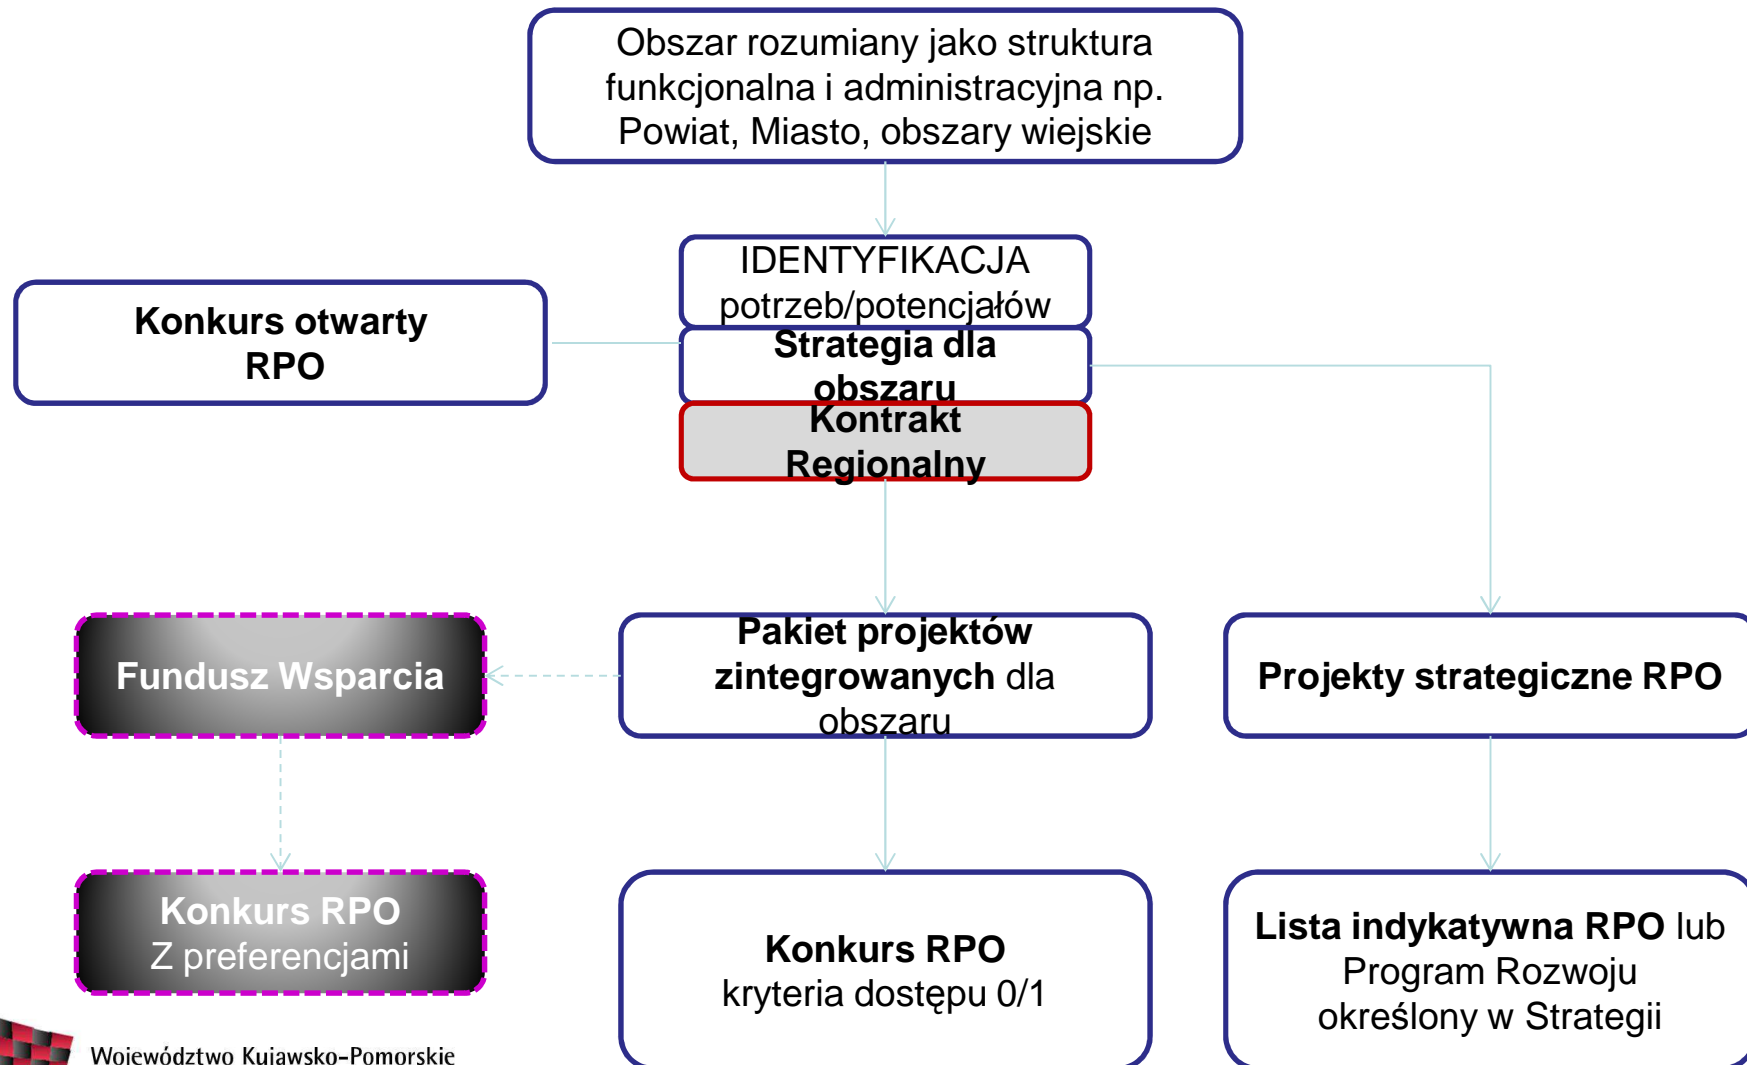 Obszar rozumiany jako struktura
funkcjonalna i administracyjna np.
Powiat, Miasto, obszary wiejskie
IDENTYFIKACJA
potrzeb/potencjałów
Konkurs otwarty
RPO
Strategia dla
obszaru
Kontrakt
Regionalny
Fundusz Wsparcia
Pakiet projektów
zintegrowanych dla
obszaru
Projekty strategiczne RPO
Konkurs RPO
Z preferencjami
Konkurs RPO
kryteria dostępu 0/1
Lista indykatywna RPO lub
Program Rozwoju
określony w Strategii
Województwo Kujawsko-Pomorskie